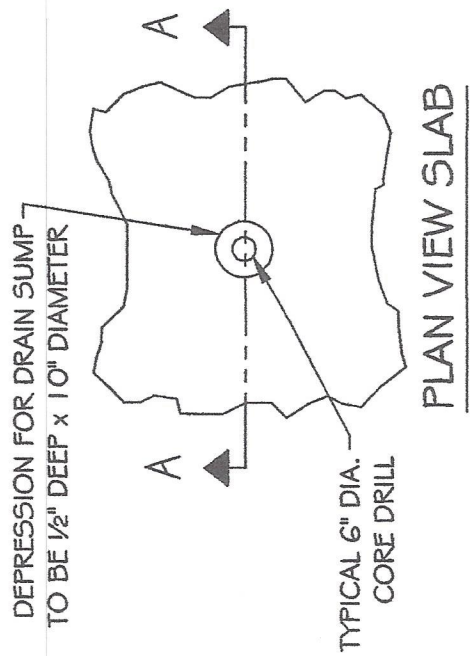 DEPRESSION FOR DRAIN SUMP
TO BE 1/2" DEEP x 10" DIAMETER
A
A
TYPICAL 6" DIA.
CORE DRILL
PLAN VIEW SLAB